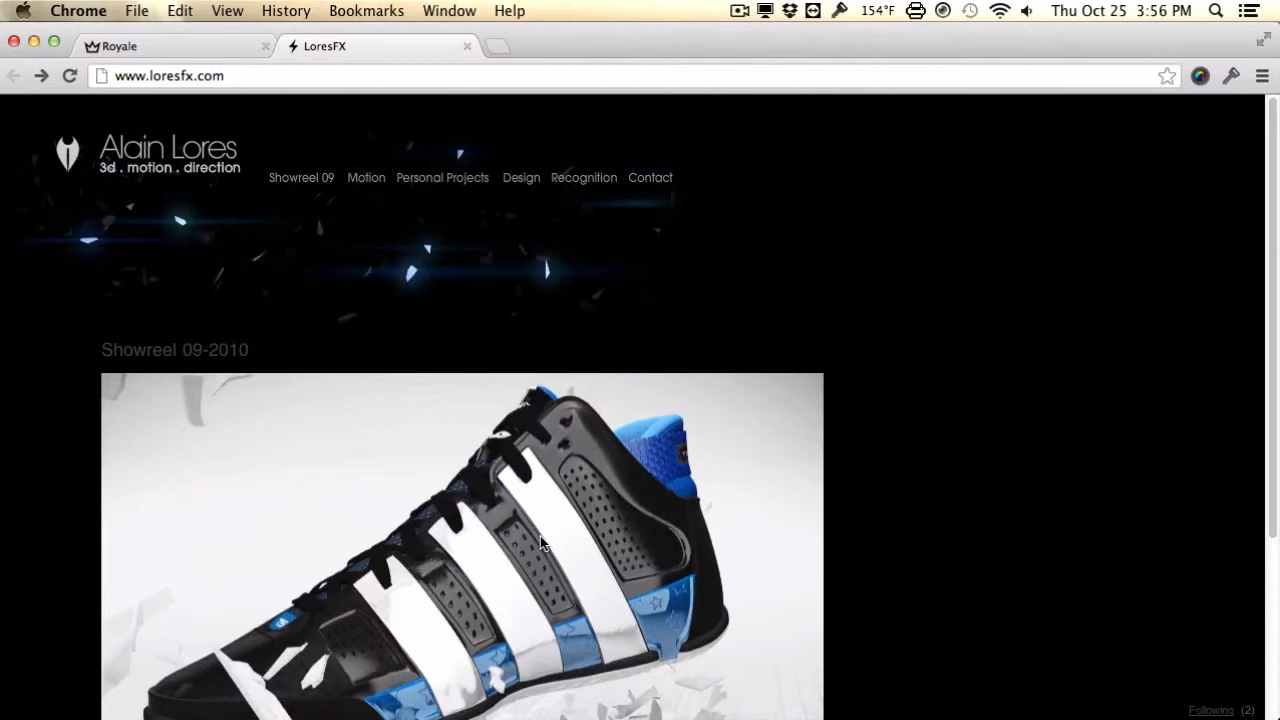 Chrome File Edit View History Bookmarks Window Help 154°F Thu Oct 25 3:56 PM
Royale LoresFX
www.loresfx.com
Alain Lores
3d . motion . direction
Showreel 09 Motion Personal Projects Design Recognition Contact
Showreel 09-2010
Following (2)